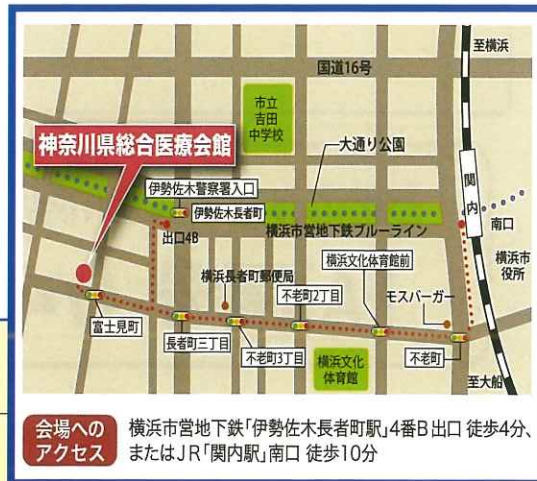 至横浜
国道16号
市立
吉田
中学校
神奈川県総合医療会館
大通り公園
伊勢佐木警察署入口
関内
伊勢佐木長者町
南口
出口4B
横浜市営地下鉄ブルーライン
横浜市
役所
横浜長者町郵便局
横浜文化体育館前
不老町2丁目
モスバーガー
富士見町
長者町三丁目
不老町3丁目
横浜文化
体育館
不老町
至大船
会場への
アクセス
横浜市営地下鉄「伊勢佐木長者町駅」4番B出口 徒歩4分、
またはJR「関内駅」南口 徒歩10分